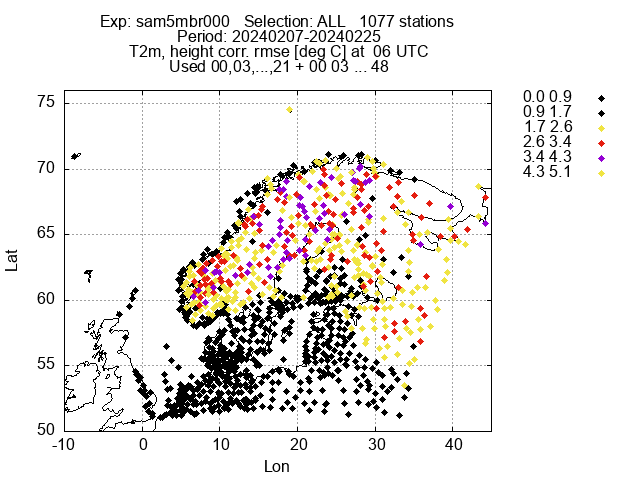 Exp: sam5mbr000   Selection: ALL   1077 stations
Period: 20240207-20240225
T2m, height corr. rmse [deg C] at  06 UTC
Used 00,03,...,21 + 00 03 ... 48
0.0 0.9
0.9 1.7
1.7 2.6
2.6 3.4
3.4 4.3
4.3 5.1
75
70
65
60
55
50
Lat
-10 0 10 20 30 40
Lon